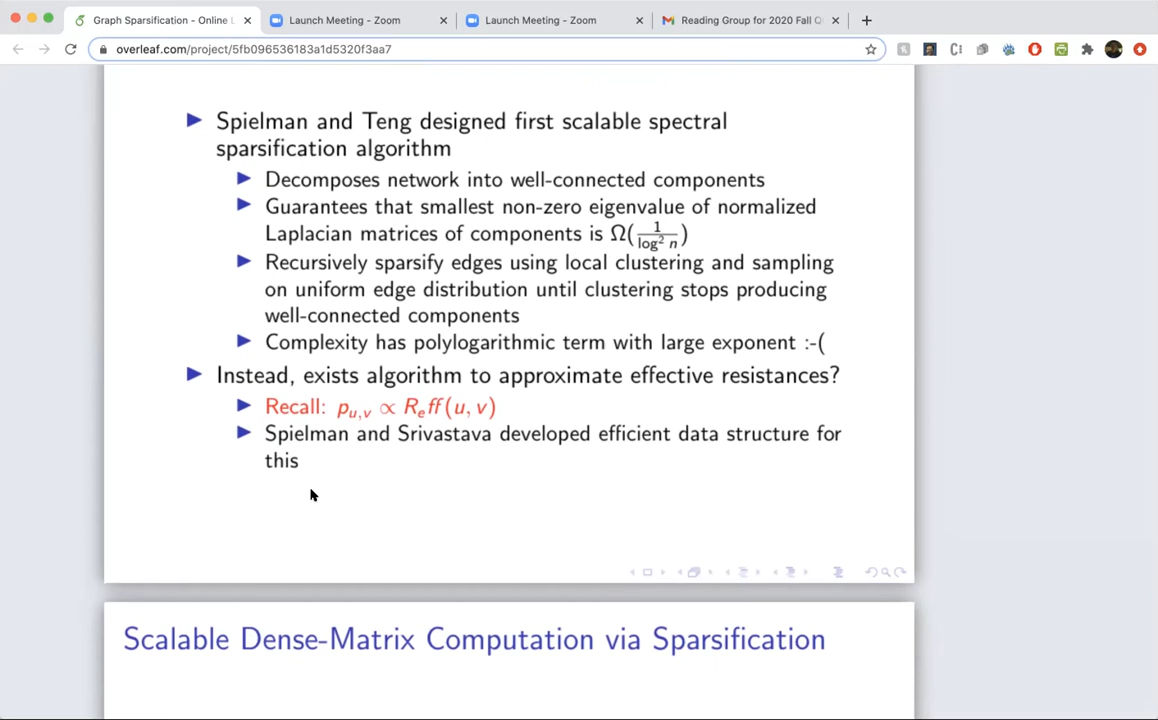 Graph Sparsification - Online L
Launch Meeting - Zoom
Launch Meeting - Zoom
Reading Group for 2020 Fall Q
overleaf.com/project/5fb096536183a1d5320f3aa7
Spielman and Teng designed first scalable spectral
sparsification algorithm
Decomposes network into well-connected components
Guarantees that smallest non-zero eigenvalue of normalized
Laplacian matrices of components is Ω(1/log² n)
Recursively sparsify edges using local clustering and sampling
on uniform edge distribution until clustering stops producing
well-connected components
Complexity has polylogarithmic term with large exponent :-(
Instead, exists algorithm to approximate effective resistances?
Recall: p_{u,v} ∝ R_eff(u, v)
Spielman and Srivastava developed efficient data structure for
this
Scalable Dense-Matrix Computation via Sparsification